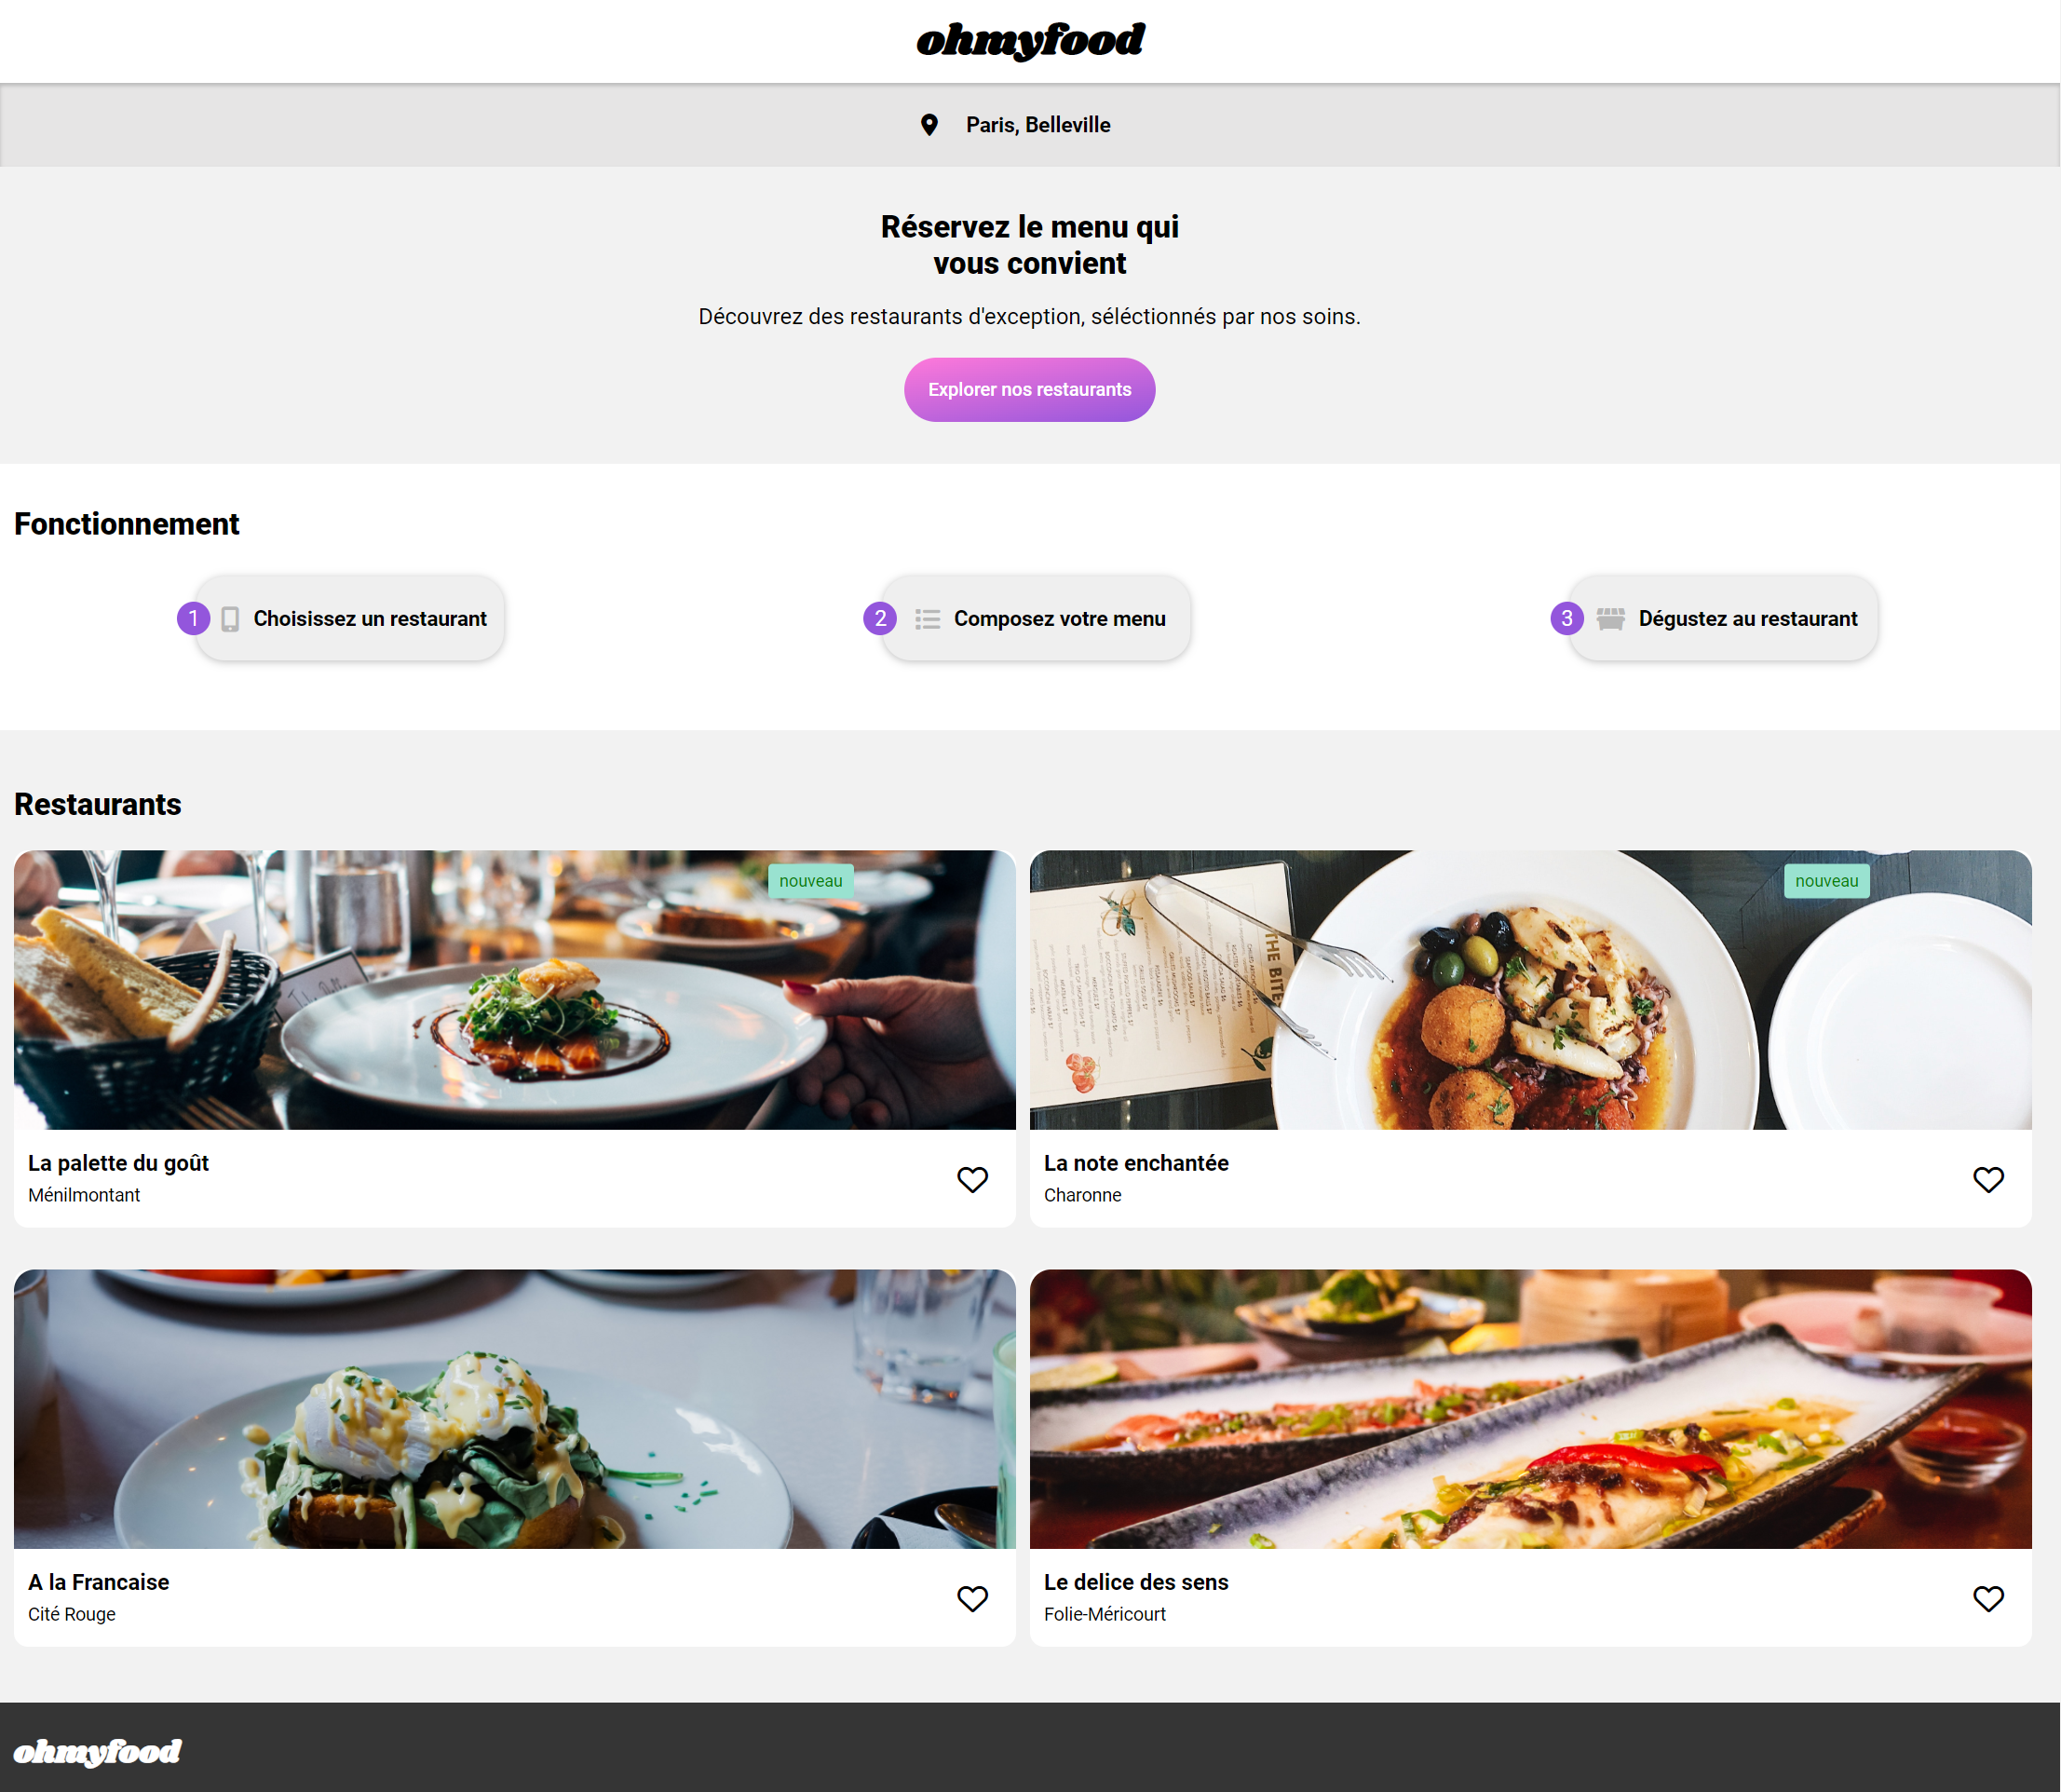 ohmyfood
Paris, Belleville
Réservez le menu qui
vous convient
Découvrez des restaurants d'exception, séléctionnés par nos soins.
Explorer nos restaurants
Fonctionnement
1 Choisissez un restaurant
2 Composez votre menu
3 Dégustez au restaurant
Restaurants
nouveau
nouveau
THE BITE
La palette du goût
Ménilmontant
La note enchantée
Charonne
A la Francaise
Cité Rouge
Le delice des sens
Folie-Méricourt
ohmyfood